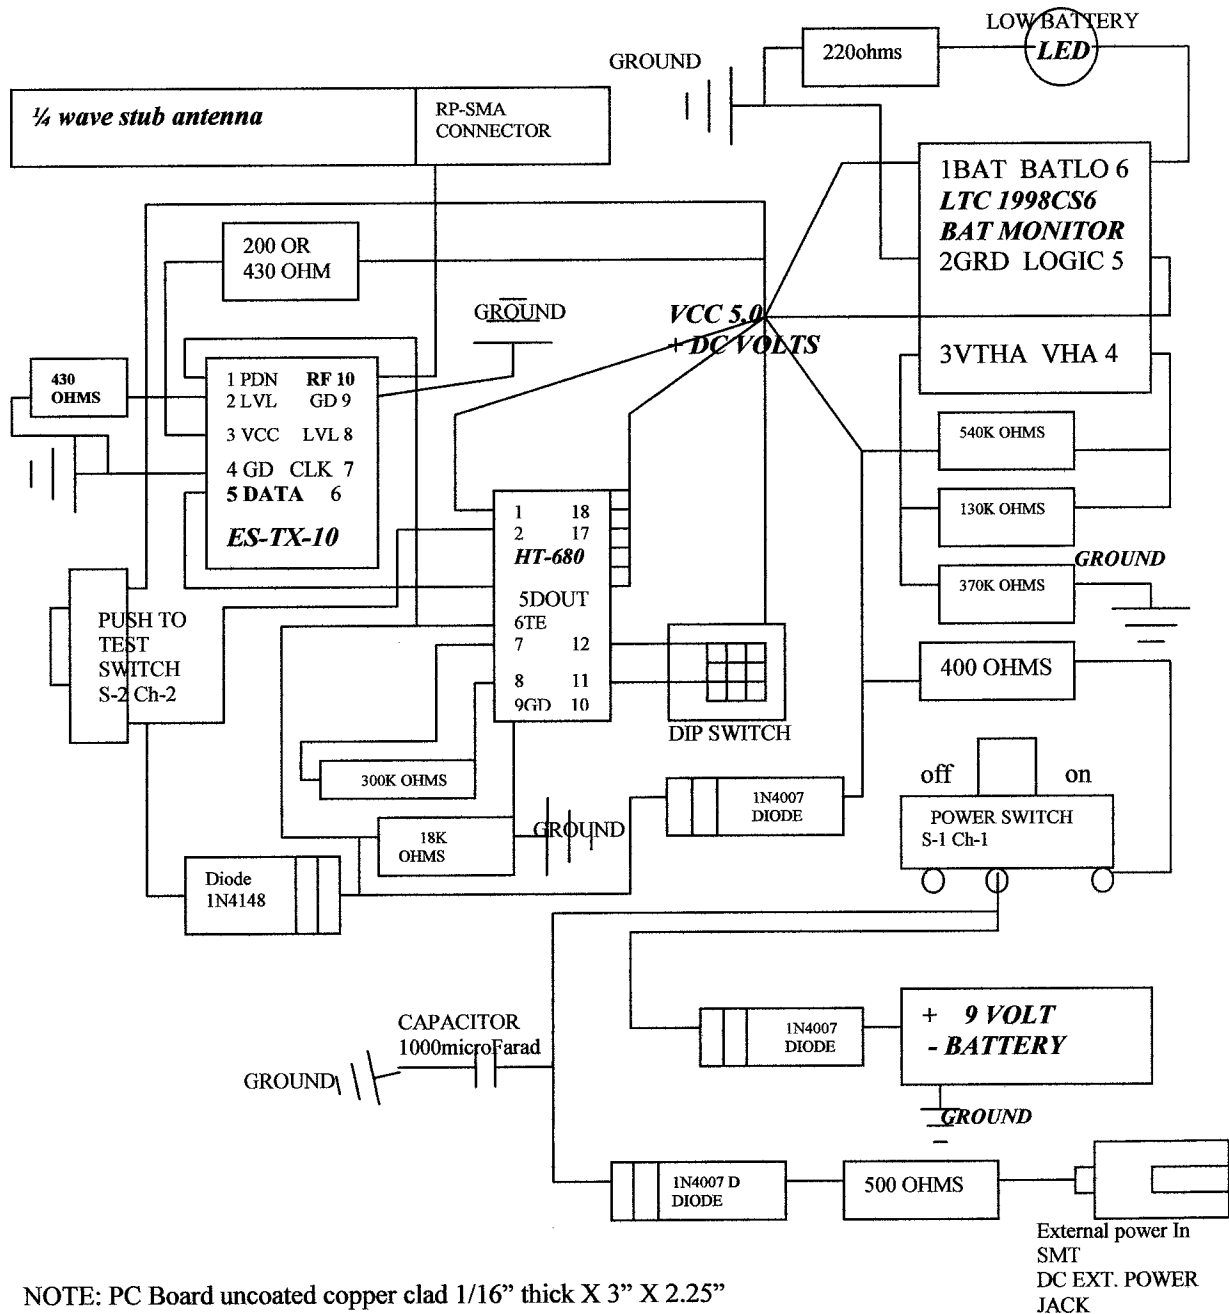 LOW BATTERY
LED
220ohms
GROUND
¼ wave stub antenna
RP-SMA
CONNECTOR
1BAT BATLO 6
LTC 1998CS6
BAT MONITOR
2GRD LOGIC 5
3VTHA VHA 4
200 OR
430 OHM
GROUND
VCC 5.0
+ DC VOLTS
430
OHMS
1 PDN RF 10
2 LVL GD 9
3 VCC LVL 8
4 GD CLK 7
5 DATA 6
ES-TX-10
540K OHMS
130K OHMS
GROUND
370K OHMS
400 OHMS
1 18
2 17
HT-680
5DOUT
6TE
7 12
8 11
9GD 10
PUSH TO
TEST
SWITCH
S-2 Ch-2
DIP SWITCH
300K OHMS
18K
OHMS
GROUND
1N4007
DIODE
off on
POWER SWITCH
S-1 Ch-1
Diode
1N4148
CAPACITOR
1000microFarad
GROUND
1N4007
DIODE
+ 9 VOLT
- BATTERY
GROUND
1N4007 D
DIODE
500 OHMS
External power In
SMT
DC EXT. POWER
JACK
NOTE: PC Board uncoated copper clad 1/16” thick X 3” X 2.25”